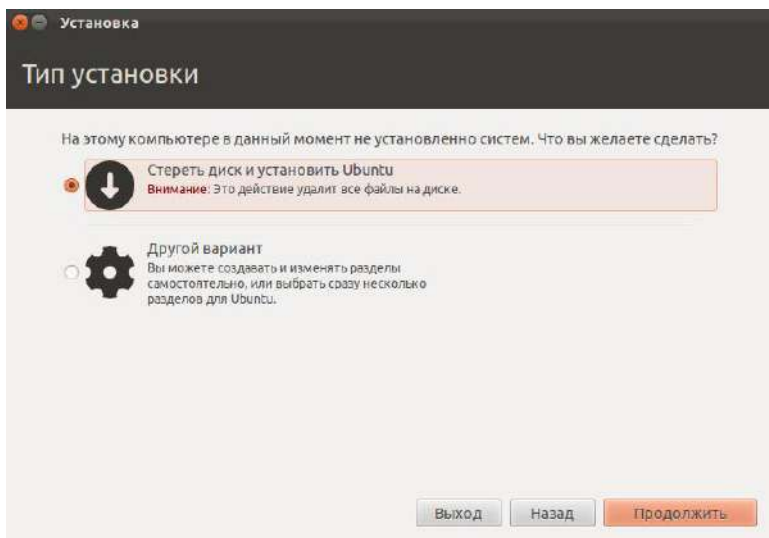 Установка
Тип установки
На этому компьютере в данный момент не установленно систем. Что вы желаете сделать?
Стереть диск и установить Ubuntu
Внимание: Это действие удалит все файлы на диске.
Другой вариант
Вы можете создавать и изменять разделы
самостоятельно, или выбрать сразу несколько
разделов для Ubuntu.
Выход
Назад
Продолжить